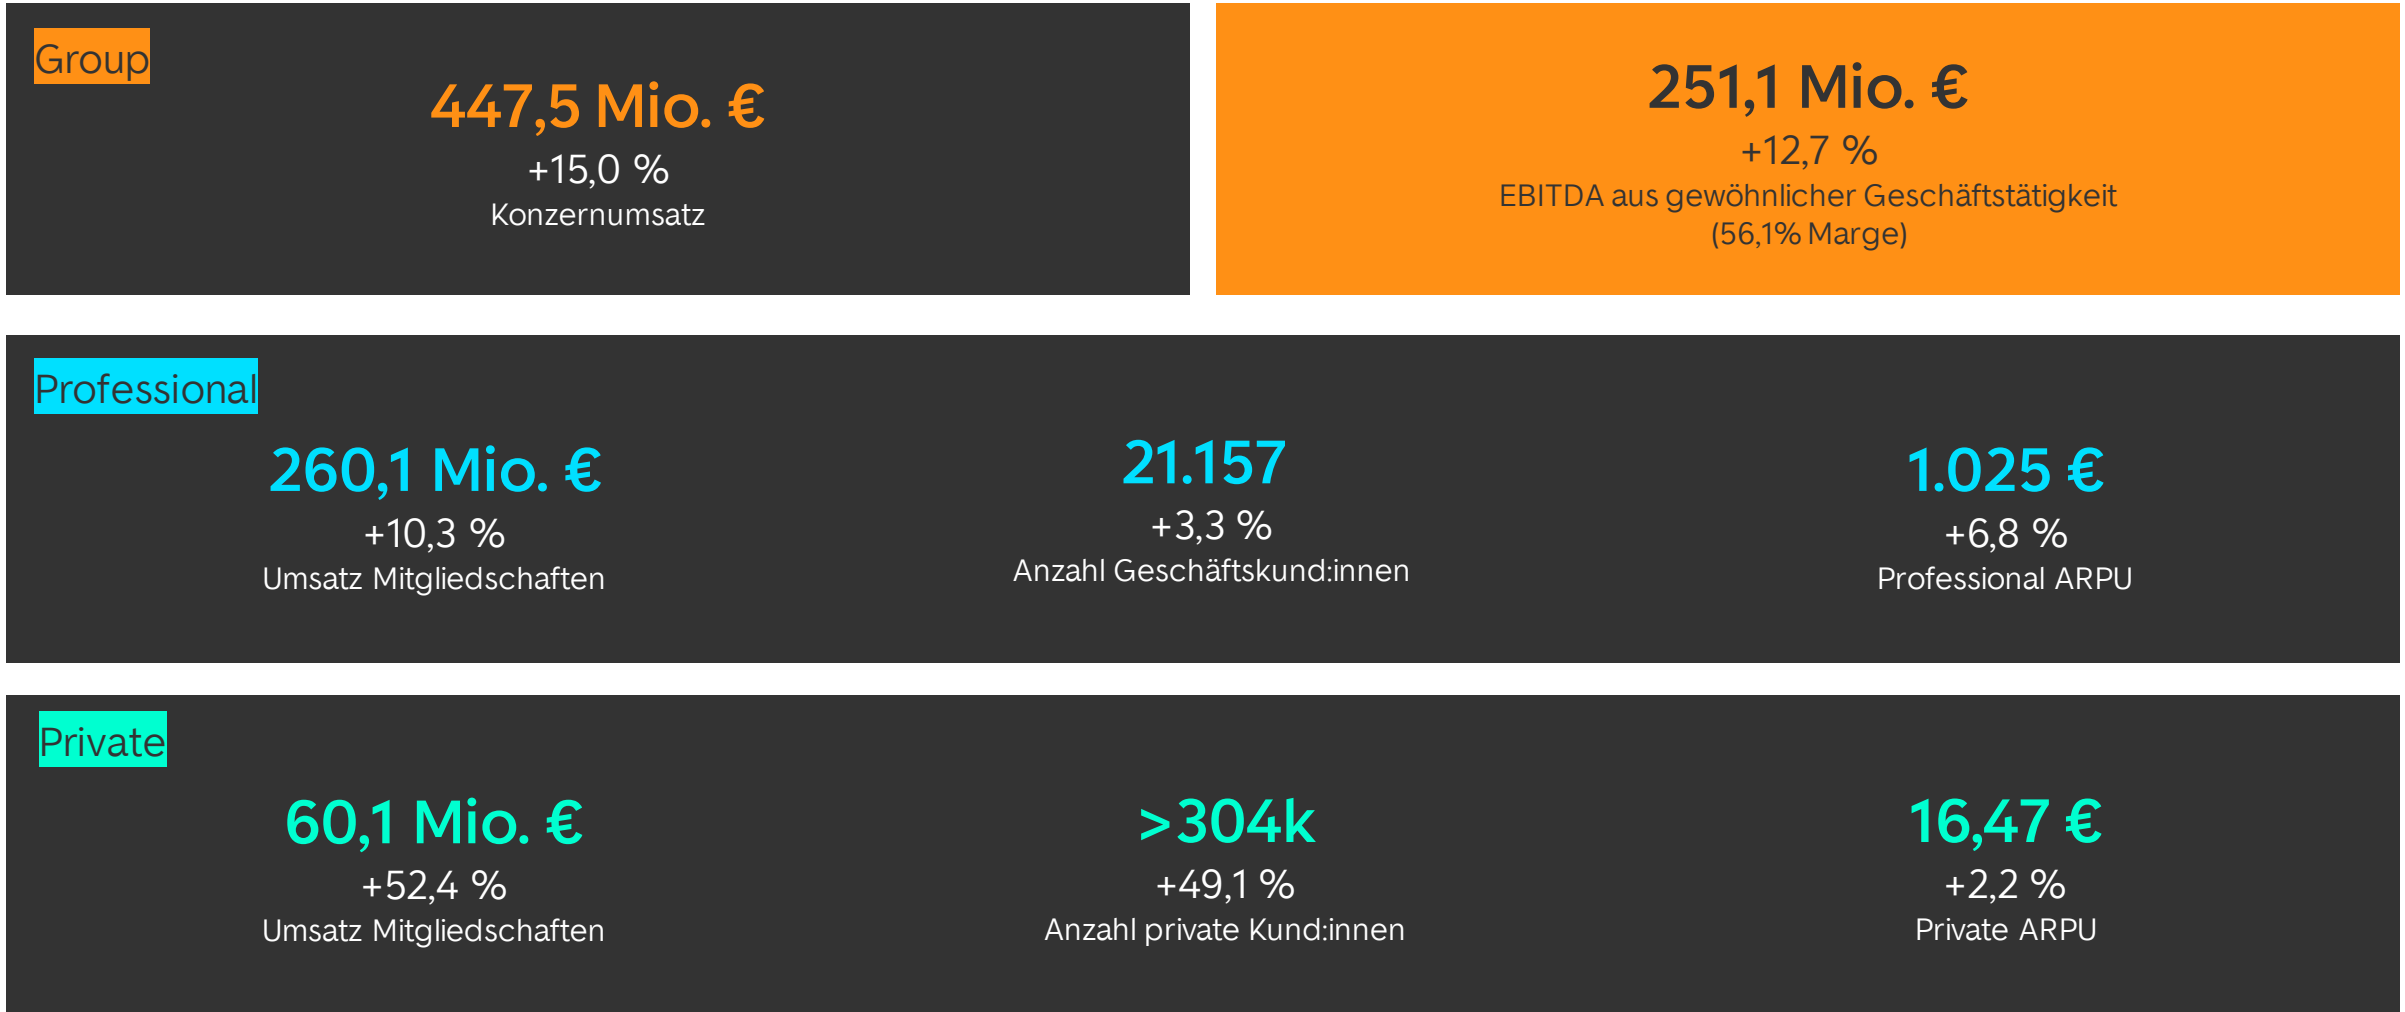 Group
447,5 Mio. €
+15,0 %
Konzernumsatz
251,1 Mio. €
+12,7 %
EBITDA aus gewöhnlicher Geschäftstätigkeit
(56,1% Marge)
Professional
260,1 Mio. €
+10,3 %
Umsatz Mitgliedschaften
21.157
+3,3 %
Anzahl Geschäftskund:innen
1.025 €
+6,8 %
Professional ARPU
Private
60,1 Mio. €
+52,4 %
Umsatz Mitgliedschaften
>304k
+49,1 %
Anzahl private Kund:innen
16,47 €
+2,2 %
Private ARPU